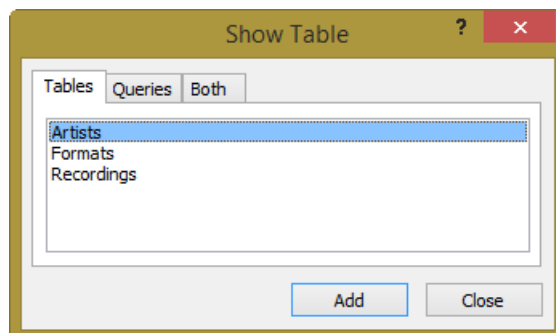 Show Table ? ×
Tables Queries Both
Artists
Formats
Recordings
Add Close